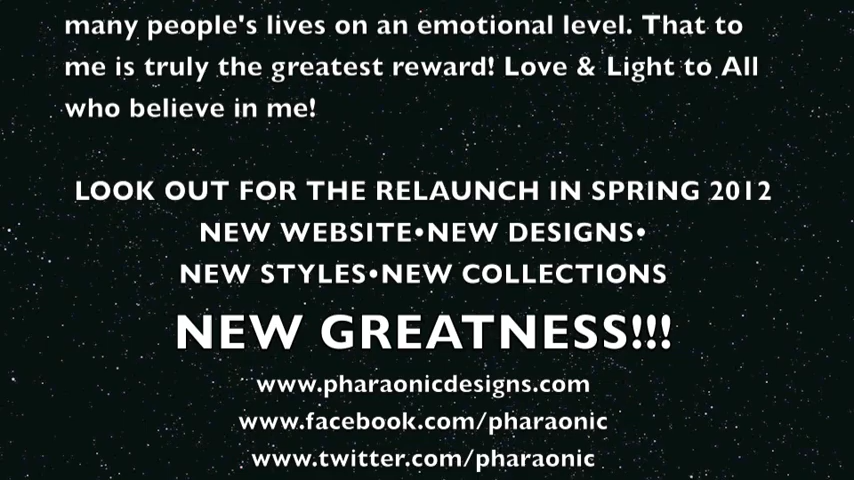 many people's lives on an emotional level. That to
me is truly the greatest reward! Love & Light to All
who believe in me!
LOOK OUT FOR THE RELAUNCH IN SPRING 2012
NEW WEBSITE•NEW DESIGNS•
NEW STYLES•NEW COLLECTIONS
NEW GREATNESS!!!
www.pharaonicdesigns.com
www.facebook.com/pharaonic
www.twitter.com/pharaonic